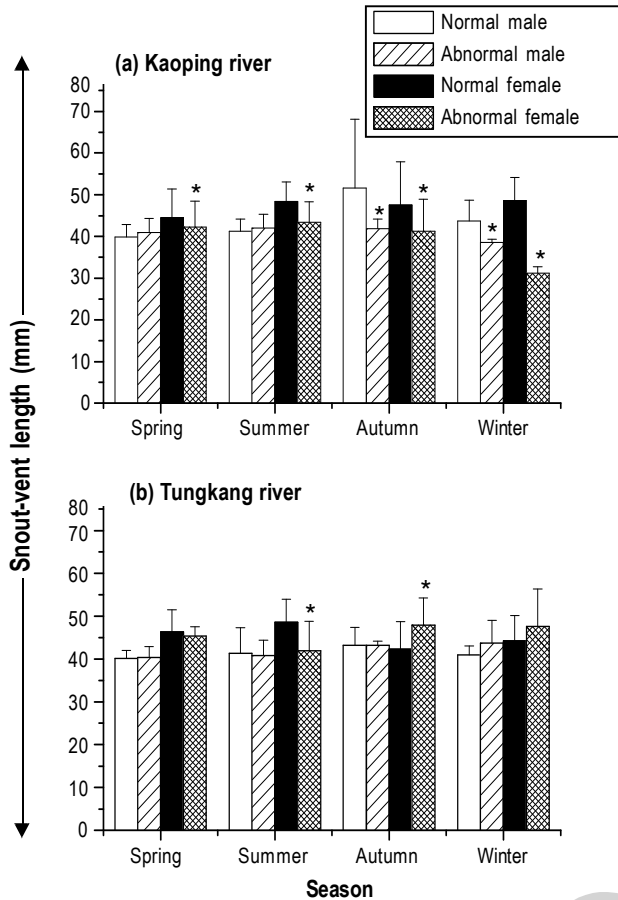 Normal male
Abnormal male
Normal female
Abnormal female
(a) Kaoping river
80
70
60
50
40
30
20
10
0
* * * * * *
Spring Summer Autumn Winter
Snout-vent length (mm)
(b) Tungkang river
80
70
60
50
40
30
20
10
0
* *
Spring Summer Autumn Winter
Season